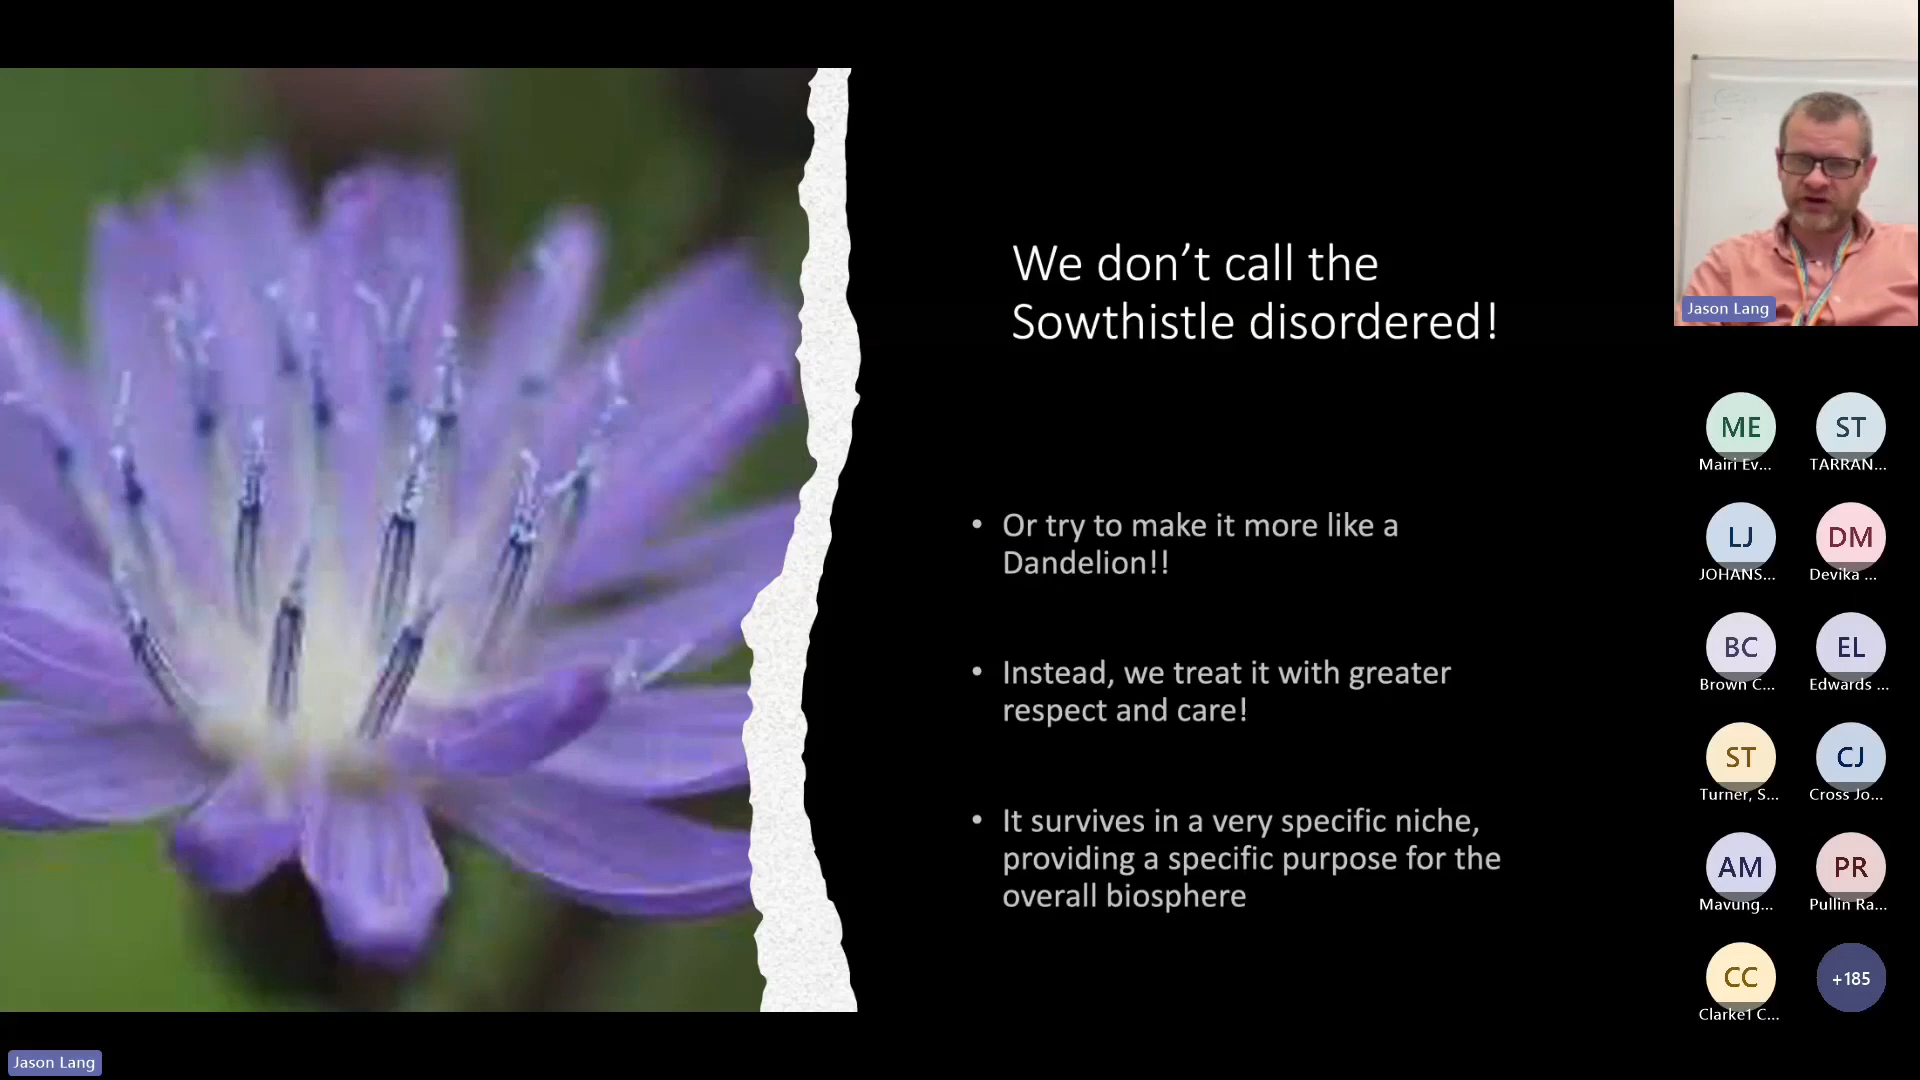 We don’t call the
Sowthistle disordered!
• Or try to make it more like a
Dandelion!!
• Instead, we treat it with greater
respect and care!
• It survives in a very specific niche,
providing a specific purpose for the
overall biosphere
Jason Lang
ME
ST
Mairi Ev...
TARRAN...
LJ
DM
JOHANS...
Devika ...
BC
EL
Brown C...
Edwards ...
ST
CJ
Turner, S...
Cross Jo...
AM
PR
Mavung...
Pullin Ra...
CC
+185
Clarke1 C...
Jason Lang